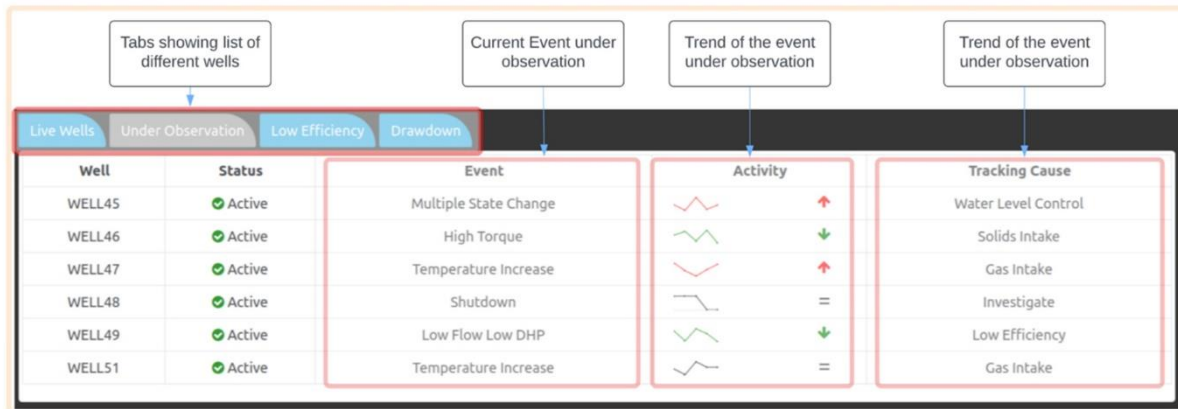 Tabs showing list of
different wells
Current Event under
observation
Trend of the event
under observation
Trend of the event
under observation
Live Wells Under Observation Low Efficiency Drawdown
Well Status Event Activity Tracking Cause
WELL45 Active Multiple State Change Water Level Control
WELL46 Active High Torque Solids Intake
WELL47 Active Temperature Increase Gas Intake
WELL48 Active Shutdown = Investigate
WELL49 Active Low Flow Low DHP Low Efficiency
WELL51 Active Temperature Increase = Gas Intake